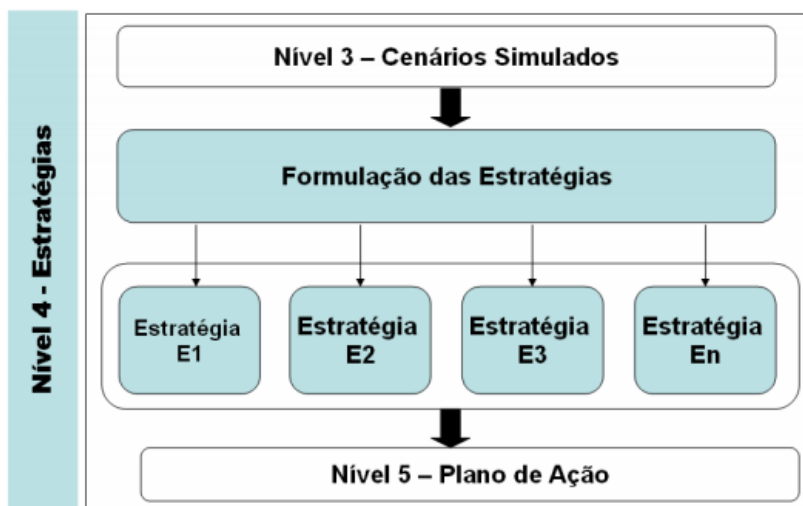 Nível 4 - Estratégias
Nível 3 – Cenários Simulados
Formulação das Estratégias
Estratégia
E1
Estratégia
E2
Estratégia
E3
Estratégia
En
Nível 5 – Plano de Ação